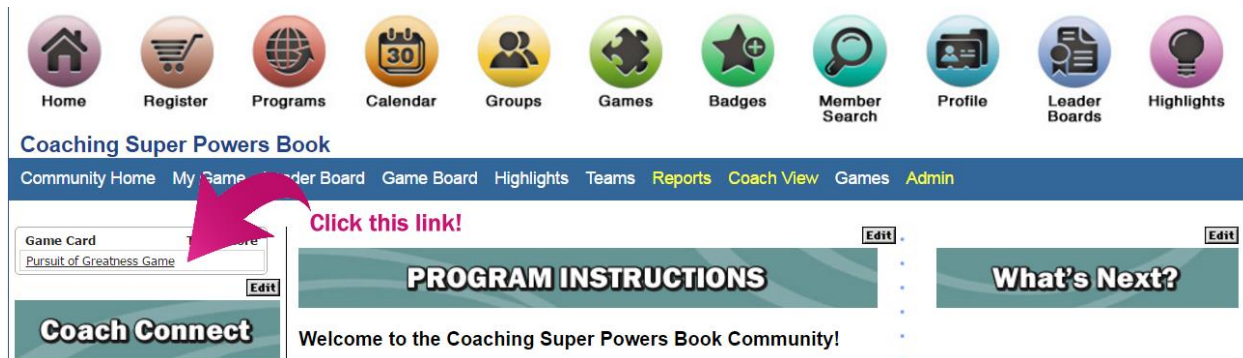 30
Home Register Programs Calendar Groups Games Badges Member Search Profile Leader Boards Highlights
Coaching Super Powers Book
Community Home My Game Board Game Board Highlights Teams Reports Coach View Games Admin
Click this link!
Game Card
Pursuit of Greatness Game
Edit
Coach Connect
Edit
PROGRAM INSTRUCTIONS
Welcome to the Coaching Super Powers Book Community!
Edit
What's Next?